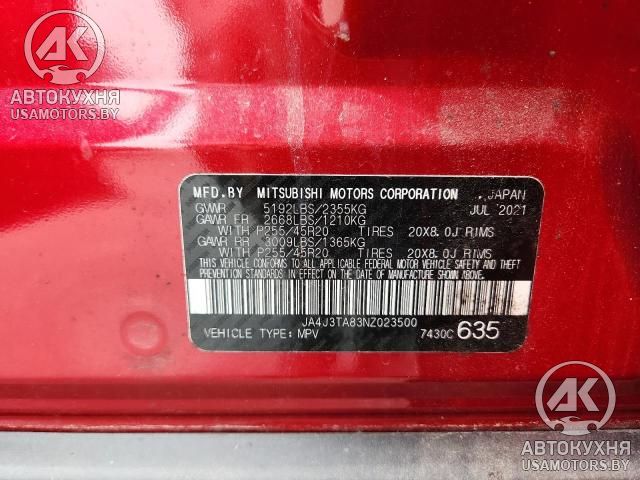 АК
АВТОКУХНЯ
USAMOTORS.BY
MFD.BY MITSUBISHI MOTORS CORPORATION JAPAN
GVWR 5192LBS/2355KG JUL 2021
GAWR FR 2668LBS/1210KG
WITH P255/45R20 TIRES 20X8.0J RIMS
GAWR RR 3009LBS/1365KG
WITH P255/45R20 TIRES 20X8.0J RIMS
THIS VEHICLE CONFORMS TO ALL APPLICABLE FEDERAL MOTOR VEHICLE SAFETY AND
THEFT PREVENTION STANDARDS IN EFFECT ON THE DATE OF MANUFACTURE SHOWN ABOVE.
JA4J3TA83NZ023500
VEHICLE TYPE: MPV 7430C 635
АК
АВТОКУХНЯ
USAMOTORS.BY